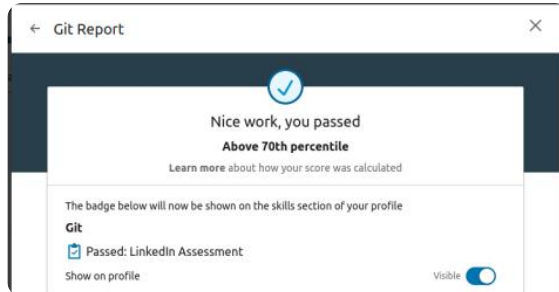 Git Report
Nice work, you passed
Above 70th percentile
Learn more about how your score was calculated
The badge below will now be shown on the skills section of your profile
Git
Passed: LinkedIn Assessment
Show on profile
Visible